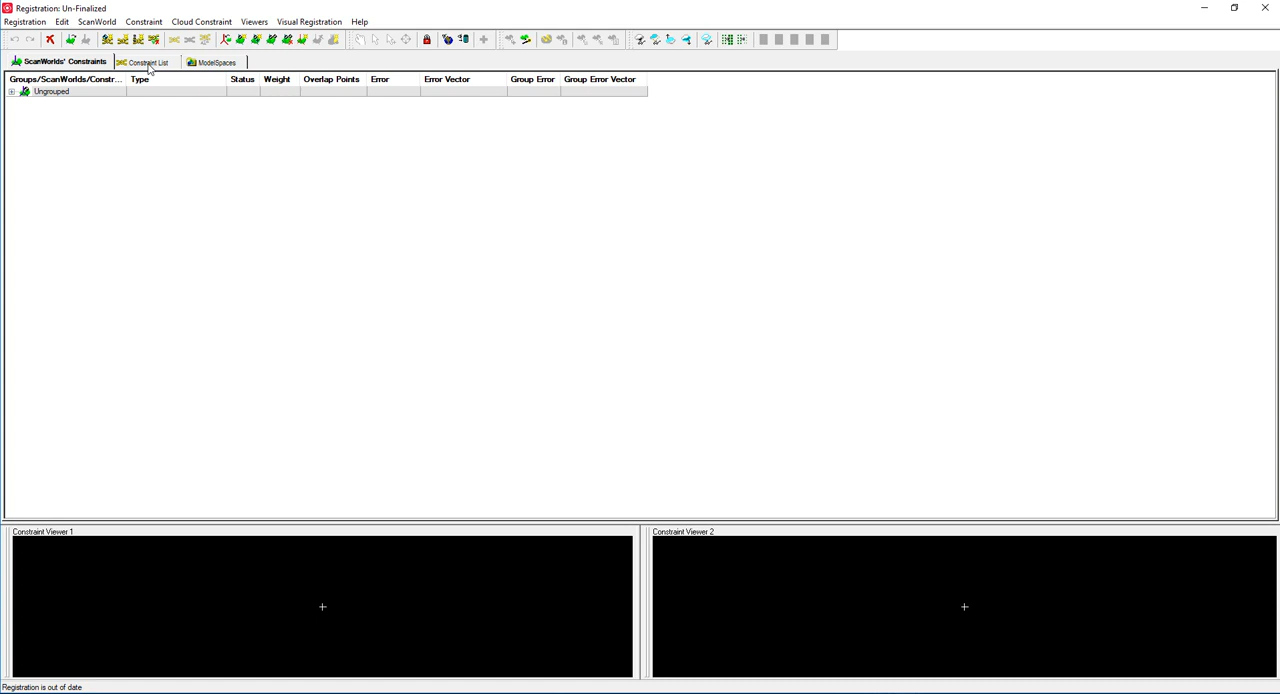 Registration: Un-Finalized
Registration Edit ScanWorld Constraint Cloud Constraint Viewers Visual Registration Help
ScanWorlds' Constraints Constraint List ModelSpaces
Groups/ScanWorlds/Constr... Type Status Weight Overlap Points Error Error Vector Group Error Group Error Vector
Ungrouped
Constraint Viewer 1 Constraint Viewer 2
Registration is out of date